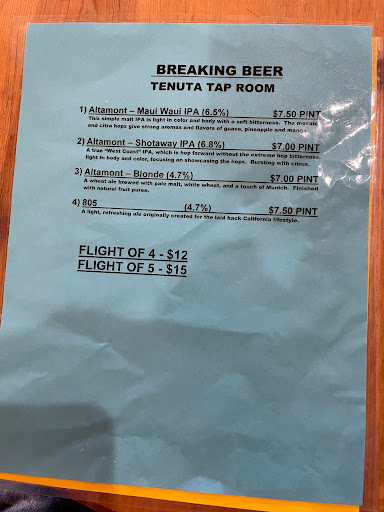 BREAKING BEER
TENUTA TAP ROOM
1) Altamont – Maui Waui IPA (6.5%) $7.50 PINT
This simple malt IPA is light in color and body with a soft bitterness. The mosaic
and citra hops give strong aromas and flavors of guava, pineapple and mango.
2) Altamont – Shotaway IPA (6.8%) $7.00 PINT
A true "West Coast" IPA, which is hop forward without the extreme hop bitterness.
light in body and color, focusing on showcasing the hops. Bursting with citrus.
3) Altamont – Blonde (4.7%) $7.00 PINT
A wheat ale brewed with pale malt, white wheat, and a touch of Munich. Finished
with natural fruit puree.
4) 805 (4.7%) $7.50 PINT
A light, refreshing ale originally created for the laid back California lifestyle.
FLIGHT OF 4 - $12
FLIGHT OF 5 - $15